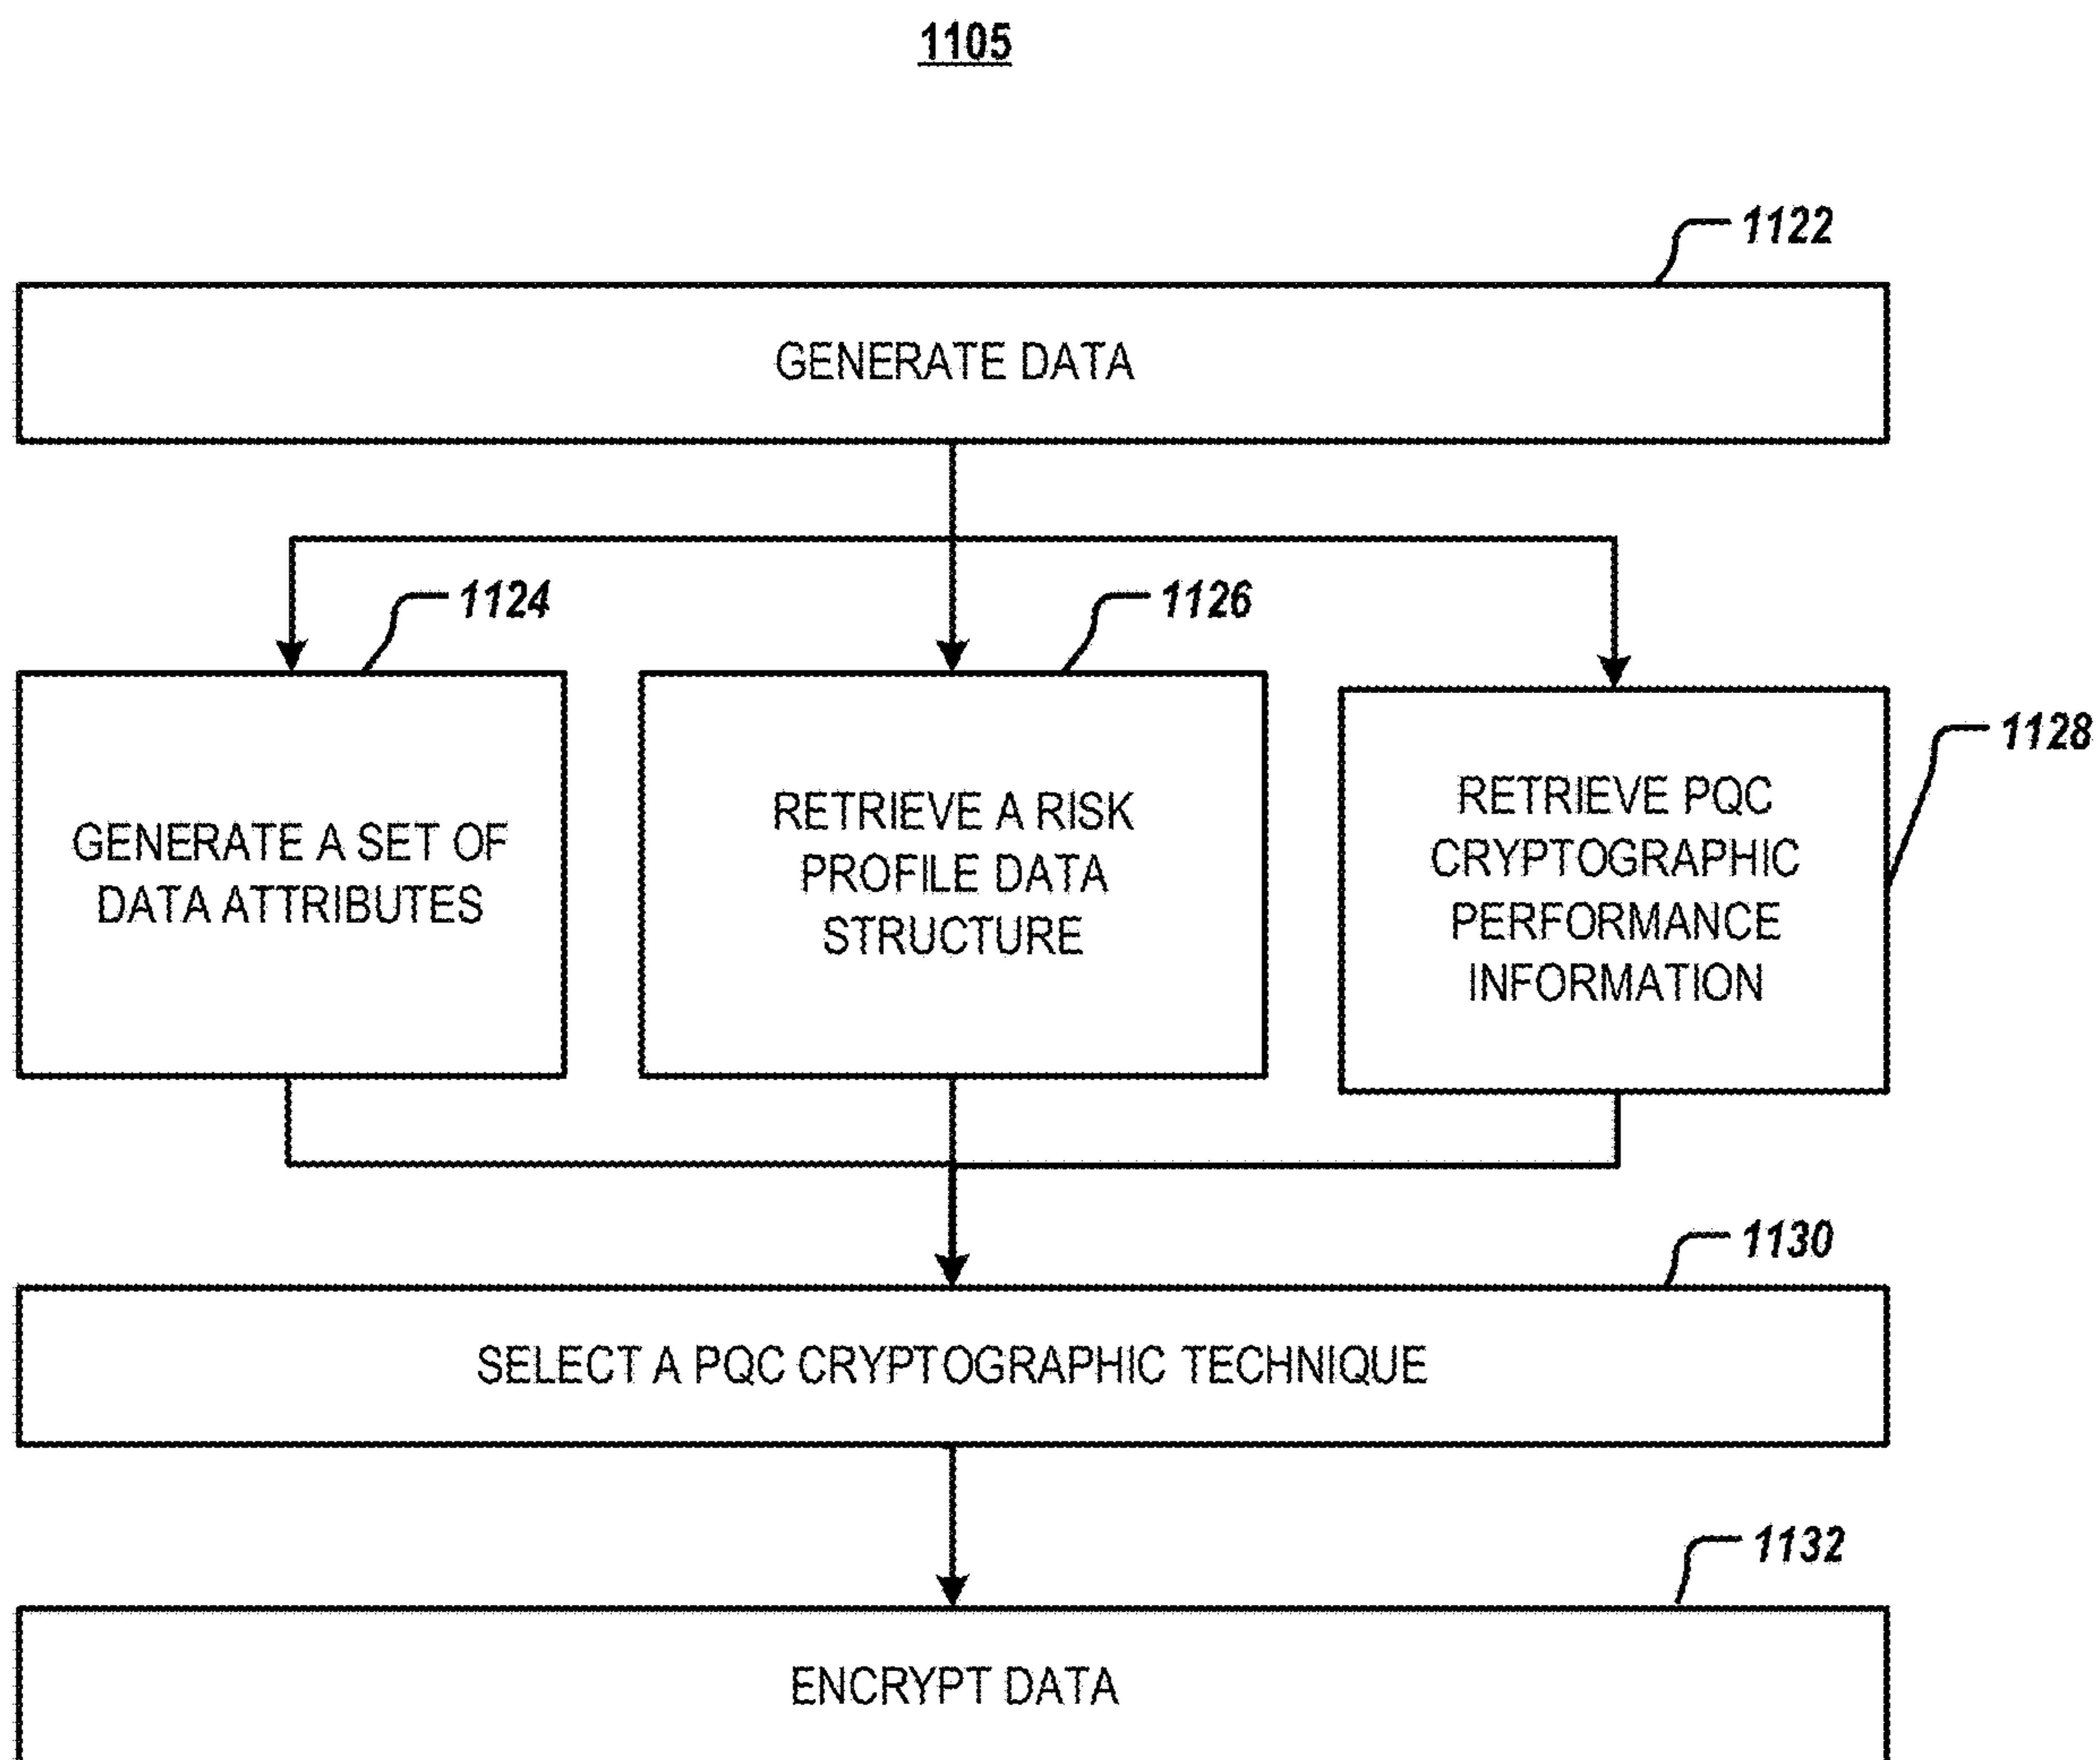 1105
1122
GENERATE DATA
1124
1126
1128
GENERATE A SET OF
DATA ATTRIBUTES
RETRIEVE A RISK
PROFILE DATA
STRUCTURE
RETRIEVE PQC
CRYPTOGRAPHIC
PERFORMANCE
INFORMATION
1130
SELECT A PQC CRYPTOGRAPHIC TECHNIQUE
1132
ENCRYPT DATA